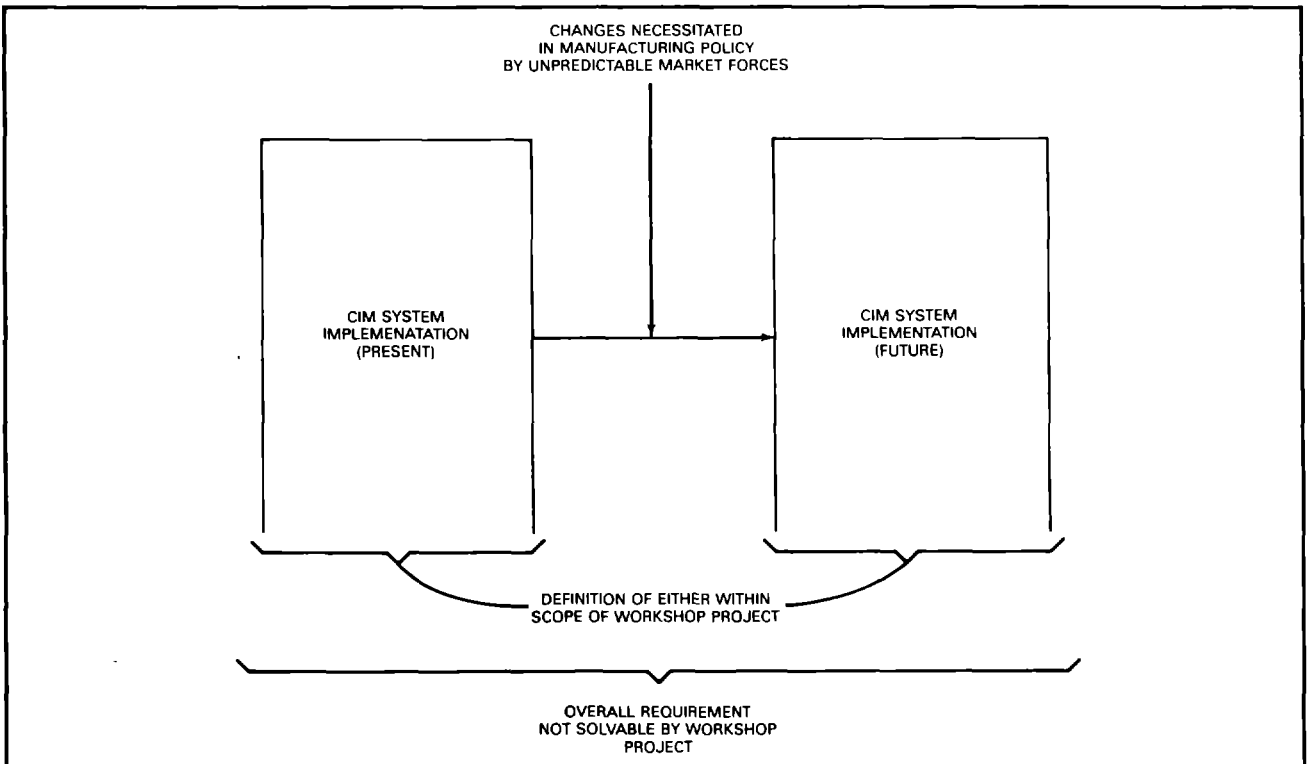 CHANGES NECESSITATED
IN MANUFACTURING POLICY
BY UNPREDICTABLE MARKET FORCES
CIM SYSTEM
IMPLEMENATATION
(PRESENT)
CIM SYSTEM
IMPLEMENTATION
(FUTURE)
DEFINITION OF EITHER WITHIN
SCOPE OF WORKSHOP PROJECT
OVERALL REQUIREMENT
NOT SOLVABLE BY WORKSHOP
PROJECT